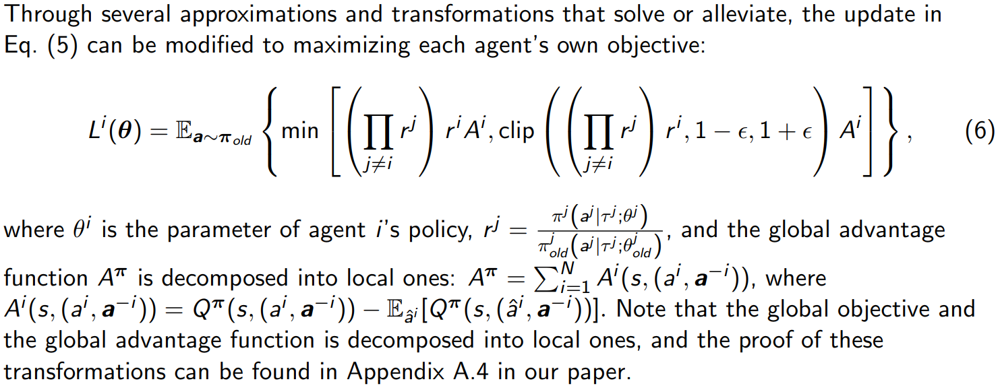 Through several approximations and transformations that solve or alleviate, the update in
Eq. (5) can be modified to maximizing each agent's own objective:
$L^i(\boldsymbol{\theta}) = \mathbb{E}_{\boldsymbol{a} \sim \boldsymbol{\pi}_{old}} \left\{ \min \left[ \left( \prod_{j \neq i} r^j \right) r^i A^i, \text{clip} \left( \left( \prod_{j \neq i} r^j \right) r^i, 1 - \epsilon, 1 + \epsilon \right) A^i \right] \right\},$ (6)
where $\theta^i$ is the parameter of agent $i$'s policy, $r^j = \frac{\pi^j(a^j|\tau^j;\theta^j)}{\pi^j_{old}(a^j|\tau^j;\theta^j_{old})}$, and the global advantage
function $A^{\boldsymbol{\pi}}$ is decomposed into local ones: $A^{\boldsymbol{\pi}} = \sum_{i=1}^{N} A^i(s, (a^i, \boldsymbol{a}^{-i}))$, where
$A^i(s, (a^i, \boldsymbol{a}^{-i})) = Q^{\boldsymbol{\pi}}(s, (a^i, \boldsymbol{a}^{-i})) - \mathbb{E}_{\hat{a}^i}[Q^{\boldsymbol{\pi}}(s, (\hat{a}^i, \boldsymbol{a}^{-i}))]$. Note that the global objective and
the global advantage function is decomposed into local ones, and the proof of these
transformations can be found in Appendix A.4 in our paper.